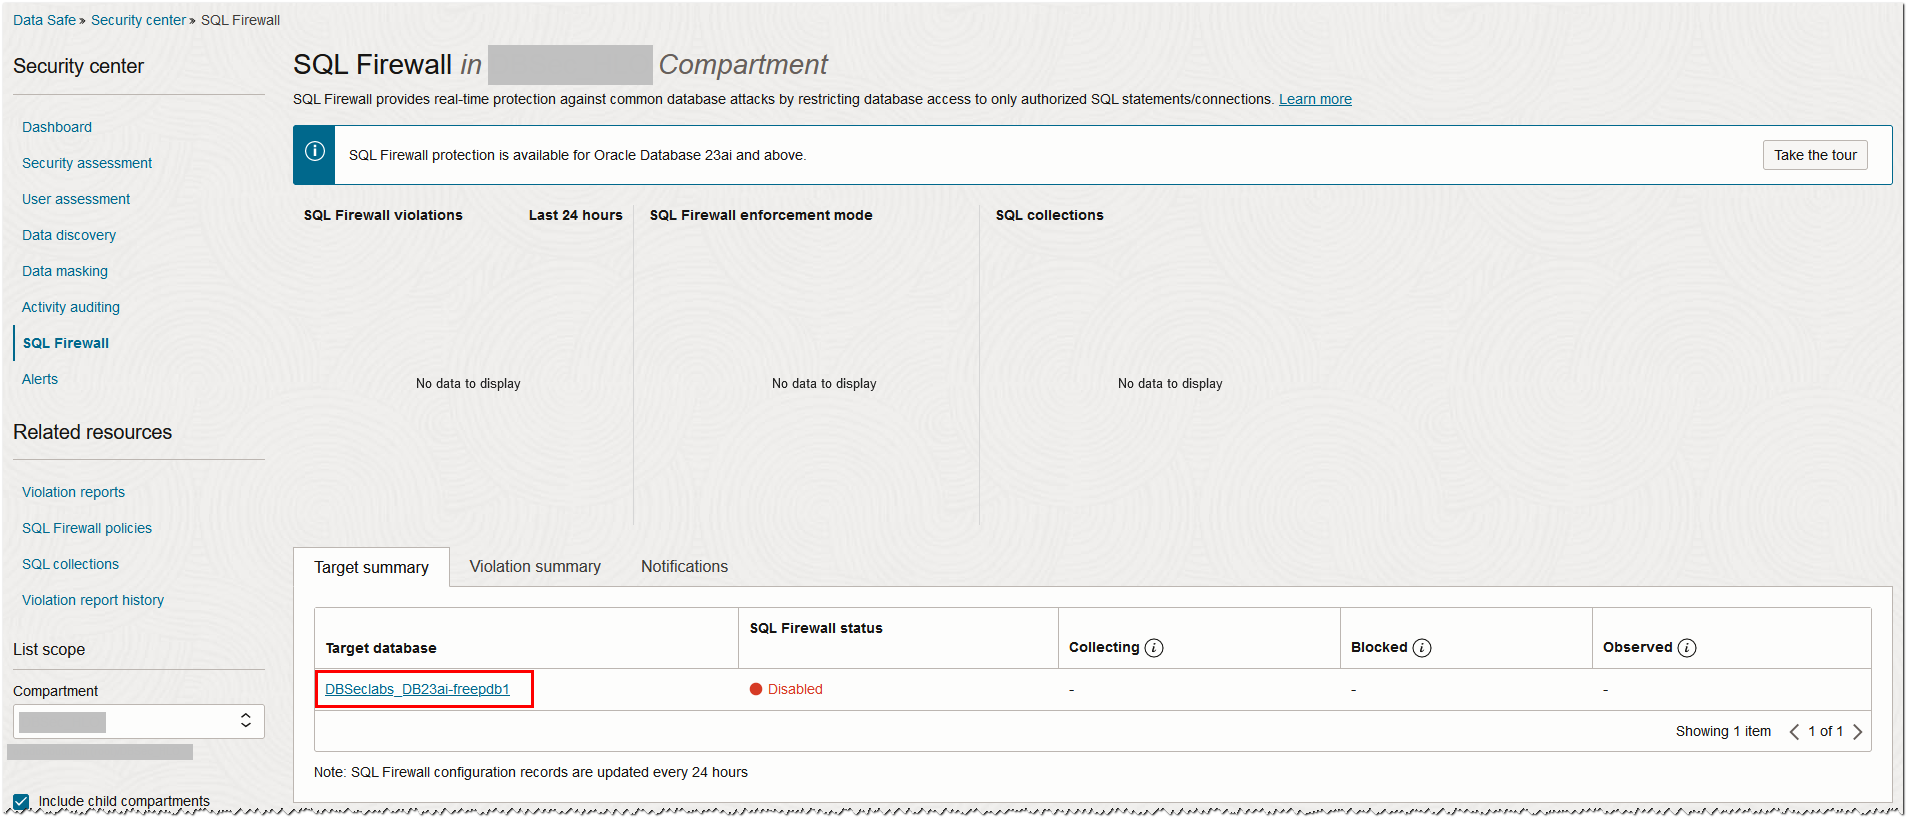 Data Safe » Security center » SQL Firewall
Security center
Dashboard
Security assessment
User assessment
Data discovery
Data masking
Activity auditing
SQL Firewall
Alerts
Related resources
Violation reports
SQL Firewall policies
SQL collections
Violation report history
List scope
Compartment
Include child compartments
SQL Firewall in Compartment
SQL Firewall provides real-time protection against common database attacks by restricting database access to only authorized SQL statements/connections. Learn more
SQL Firewall protection is available for Oracle Database 23ai and above.
Take the tour
SQL Firewall violations Last 24 hours
No data to display
SQL Firewall enforcement mode
No data to display
SQL collections
No data to display
Target summary Violation summary Notifications
Target database SQL Firewall status Collecting Blocked Observed
DBSeclabs_DB23ai-freepdb1 Disabled - - -
Showing 1 item 1 of 1
Note: SQL Firewall configuration records are updated every 24 hours